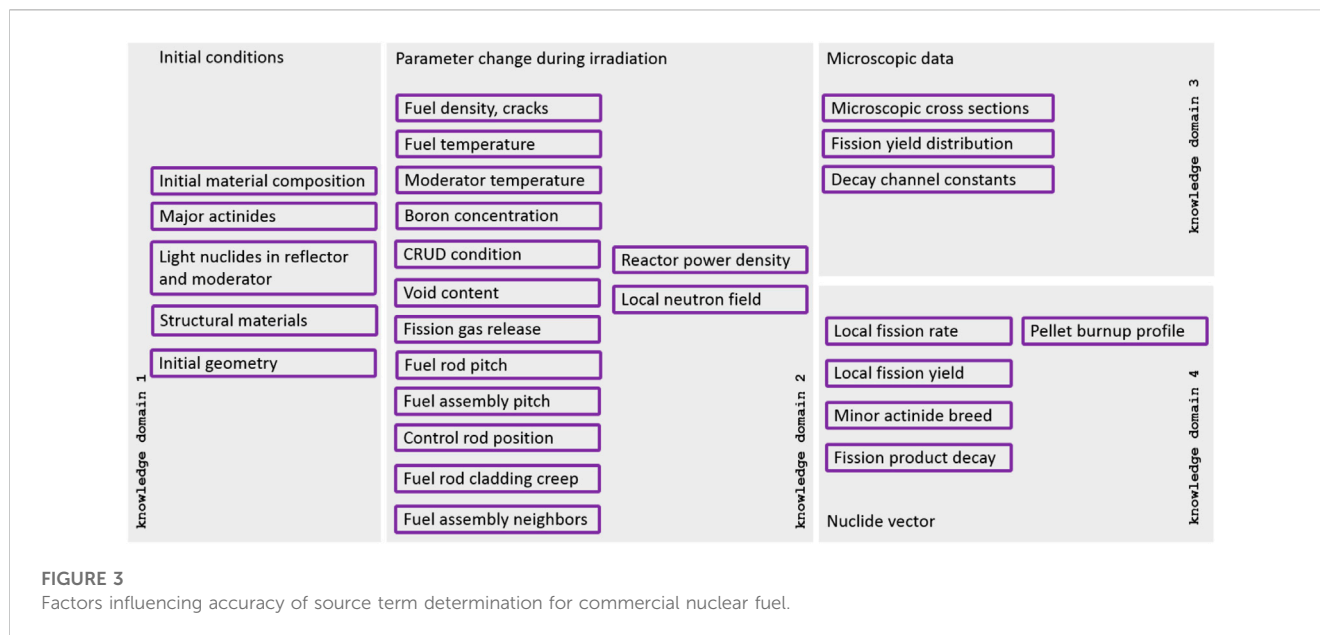 Initial conditions
Initial material composition
Major actinides
Light nuclides in reflector
and moderator
Structural materials
Initial geometry
knowledge domain 1
Parameter change during irradiation
Fuel density, cracks
Fuel temperature
Moderator temperature
Boron concentration
CRUD condition
Void content
Fission gas release
Fuel rod pitch
Fuel assembly pitch
Control rod position
Fuel rod cladding creep
Fuel assembly neighbors
Reactor power density
Local neutron field
knowledge domain 2
Microscopic data
Microscopic cross sections
Fission yield distribution
Decay channel constants
knowledge domain 3
Local fission rate
Pellet burnup profile
Local fission yield
Minor actinide breed
Fission product decay
Nuclide vector
knowledge domain 4
FIGURE 3
Factors influencing accuracy of source term determination for commercial nuclear fuel.